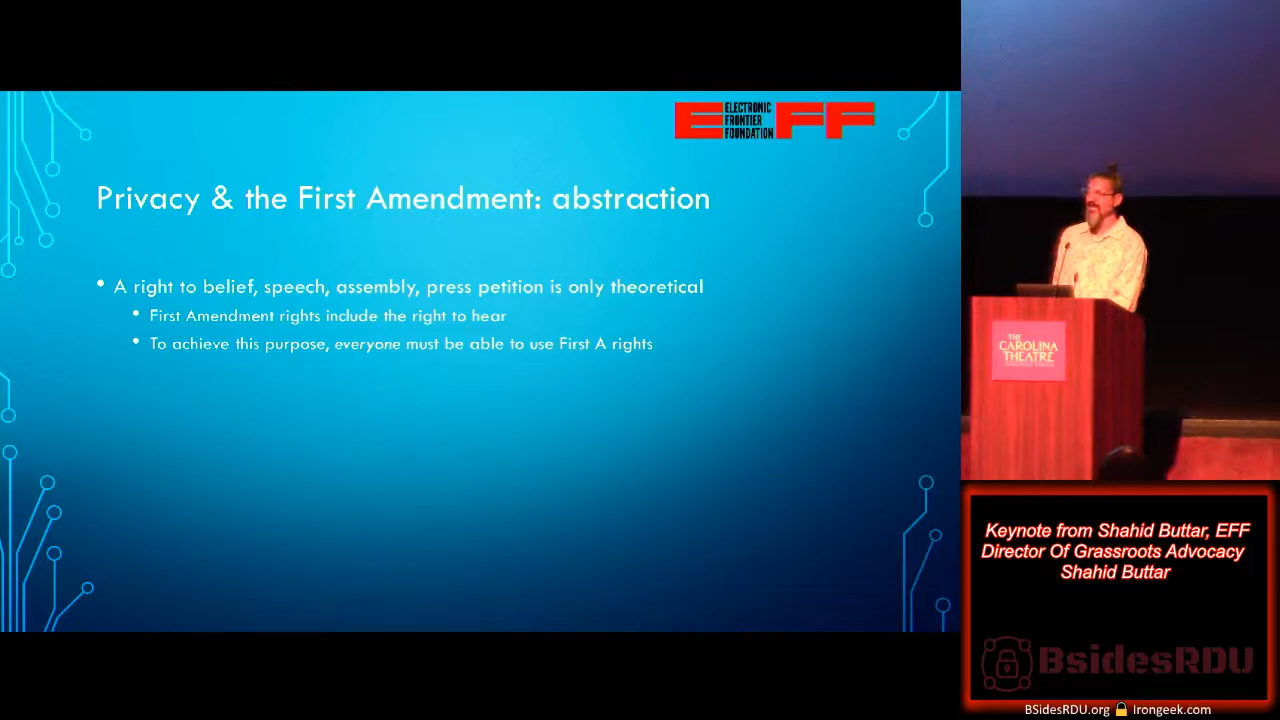 ELECTRONIC
FRONTIER
FOUNDATION
EFF
Privacy & the First Amendment: abstraction
A right to belief, speech, assembly, press petition is only theoretical
First Amendment rights include the right to hear
To achieve this purpose, everyone must be able to use First A rights
THE
CAROLINA
THEATRE
Keynote from Shahid Buttar, EFF
Director Of Grassroots Advocacy
Shahid Buttar
BsidesRDU
BSidesRDU.org Irongeek.com